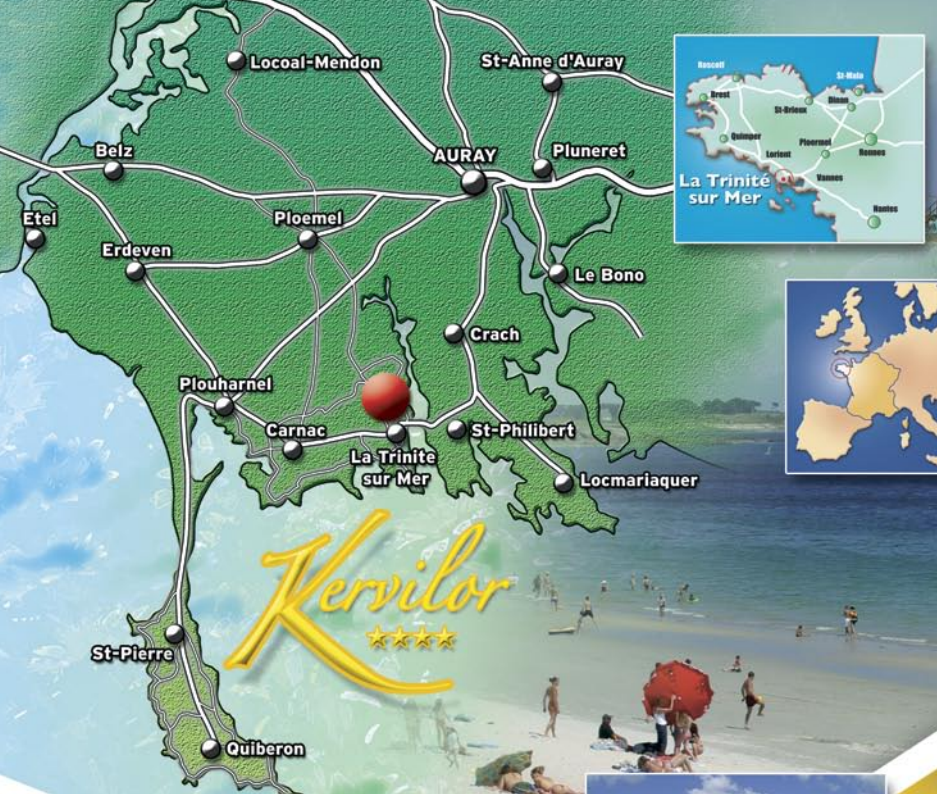 Locoal-Mendon
St-Anne d'Auray
Belz
AURAY
Pluneret
Etel
Ploemel
Erdeven
Le Bono
Crach
Plouharnel
Carnac
St-Philibert
La Trinite
sur Mer
Locmariaquer
Kervilor
St-Pierre
Quiberon
Roscoff
St-Malo
Brest
St-Brieux
Dinan
Quimper
Ploermel
Rennes
Lorient
La Trinité
sur Mer
Vannes
Nantes